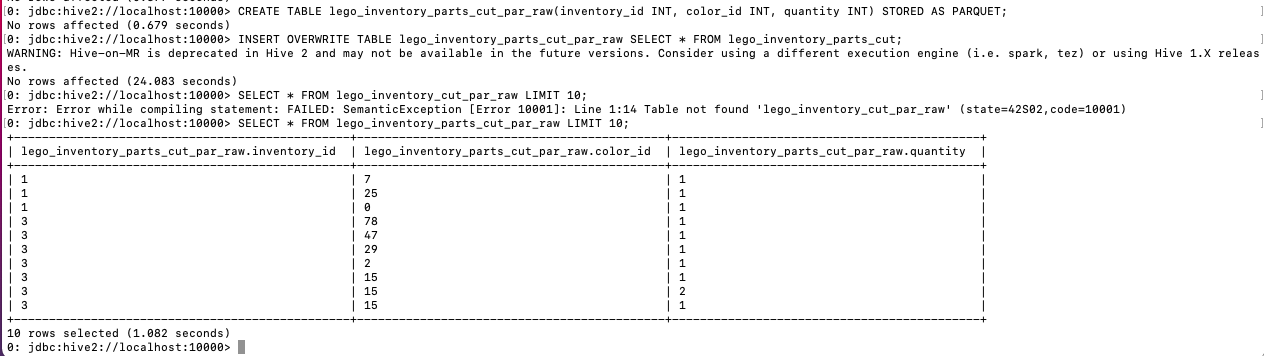 No rows affected (0.679 seconds)
0: jdbc:hive2://localhost:10000> CREATE TABLE lego_inventory_parts_cut_par_raw(inventory_id INT, color_id INT, quantity INT) STORED AS PARQUET;
No rows affected (0.679 seconds)
0: jdbc:hive2://localhost:10000> INSERT OVERWRITE TABLE lego_inventory_parts_cut_par_raw SELECT * FROM lego_inventory_parts_cut;
WARNING: Hive-on-MR is deprecated in Hive 2 and may not be available in the future versions. Consider using a different execution engine (i.e. spark, tez) or using Hive 1.X releas
es.
No rows affected (24.083 seconds)
0: jdbc:hive2://localhost:10000> SELECT * FROM lego_inventory_cut_par_raw LIMIT 10;
Error: Error while compiling statement: FAILED: SemanticException [Error 10001]: Line 1:14 Table not found 'lego_inventory_cut_par_raw' (state=42S02,code=10001)
0: jdbc:hive2://localhost:10000> SELECT * FROM lego_inventory_parts_cut_par_raw LIMIT 10;
| lego_inventory_parts_cut_par_raw.inventory_id | lego_inventory_parts_cut_par_raw.color_id | lego_inventory_parts_cut_par_raw.quantity |
| 1 | 7 | 1 |
| 1 | 25 | 1 |
| 1 | 0 | 1 |
| 3 | 78 | 1 |
| 3 | 47 | 1 |
| 3 | 29 | 1 |
| 3 | 2 | 1 |
| 3 | 15 | 1 |
| 3 | 15 | 2 |
| 3 | 15 | 1 |
10 rows selected (1.082 seconds)
0: jdbc:hive2://localhost:10000>